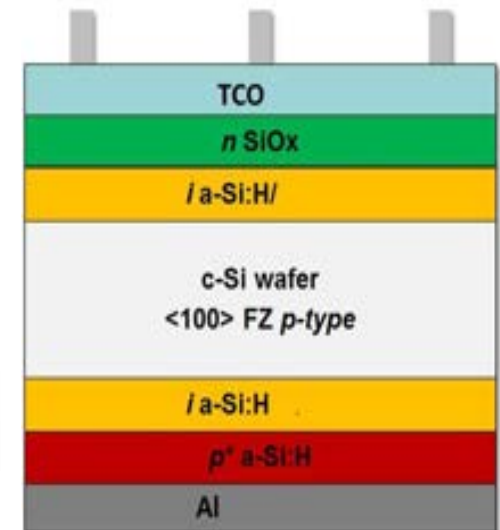 TCO
n SiOx
i a-Si:H/
c-Si wafer
<100> FZ p-type
i a-Si:H
p⁺ a-Si:H
Al